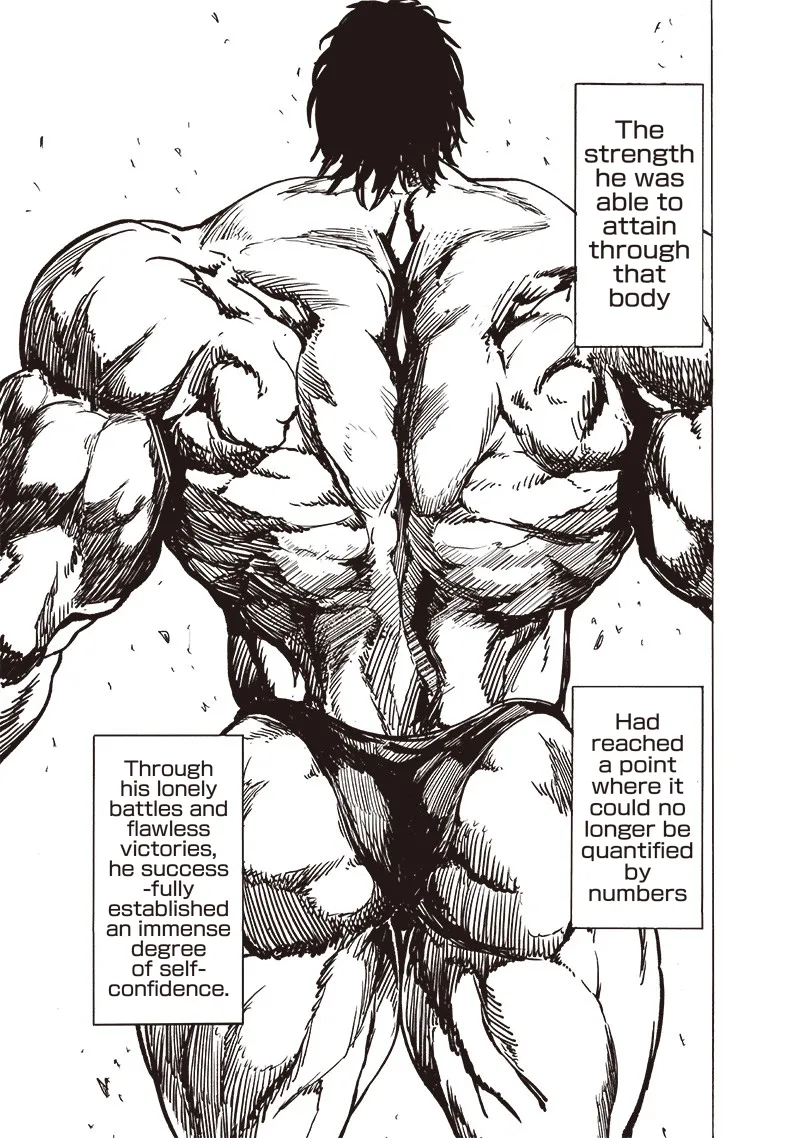 The
strength
he was
able to
attain
through
that
body
Had
reached
a point
where it
could no
longer be
quantified
by
numbers
Through
his lonely
battles and
flawless
victories,
he success
-fully
established
an immense
degree
of self-
confidence.